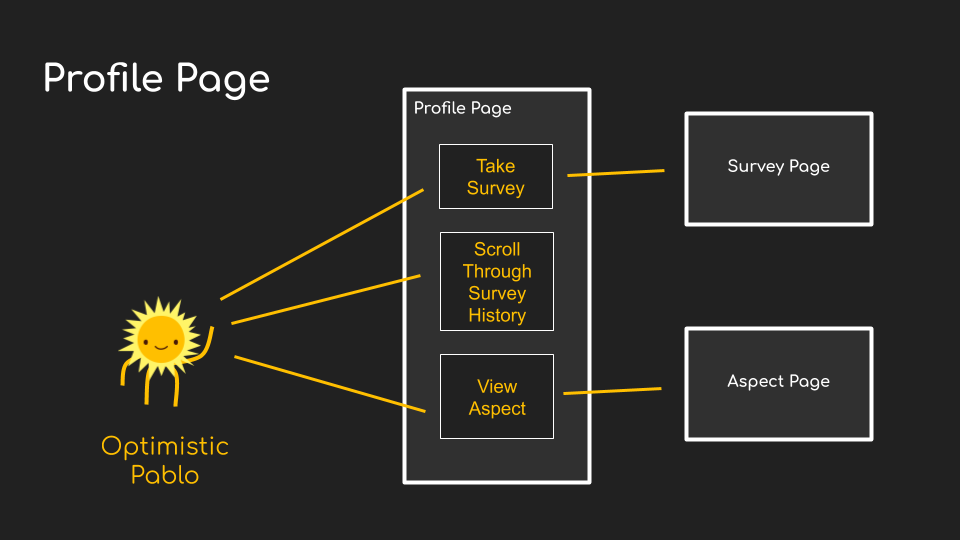 Profile Page
Profile Page
Take
Survey
Scroll
Through
Survey
History
View
Aspect
Survey Page
Aspect Page
Optimistic
Pablo